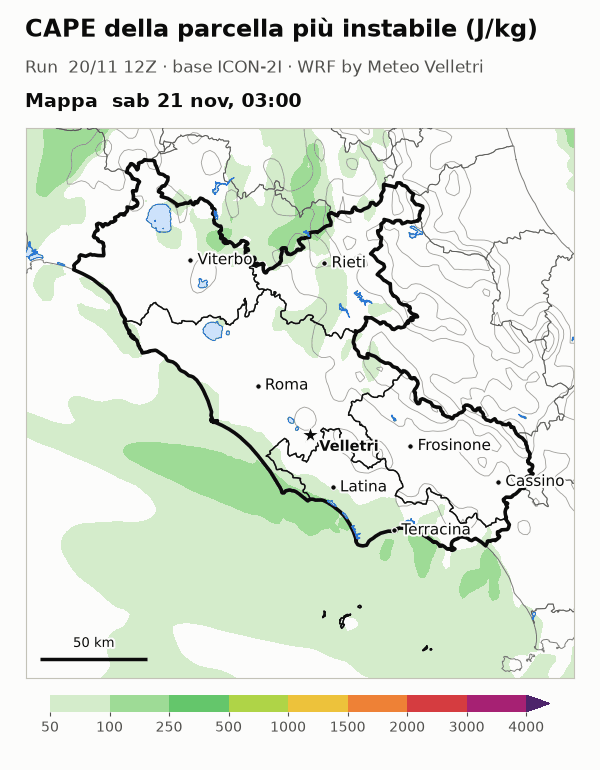 CAPE della parcella più instabile (J/kg)
Run  20/11 12Z · base ICON-2I · WRF by Meteo Velletri
Mappa  sab 21 nov, 03:00
Viterbo
Rieti
Roma
Velletri
Frosinone
Latina
Cassino
Terracina
50 km
50 100 250 500 1000 1500 2000 3000 4000